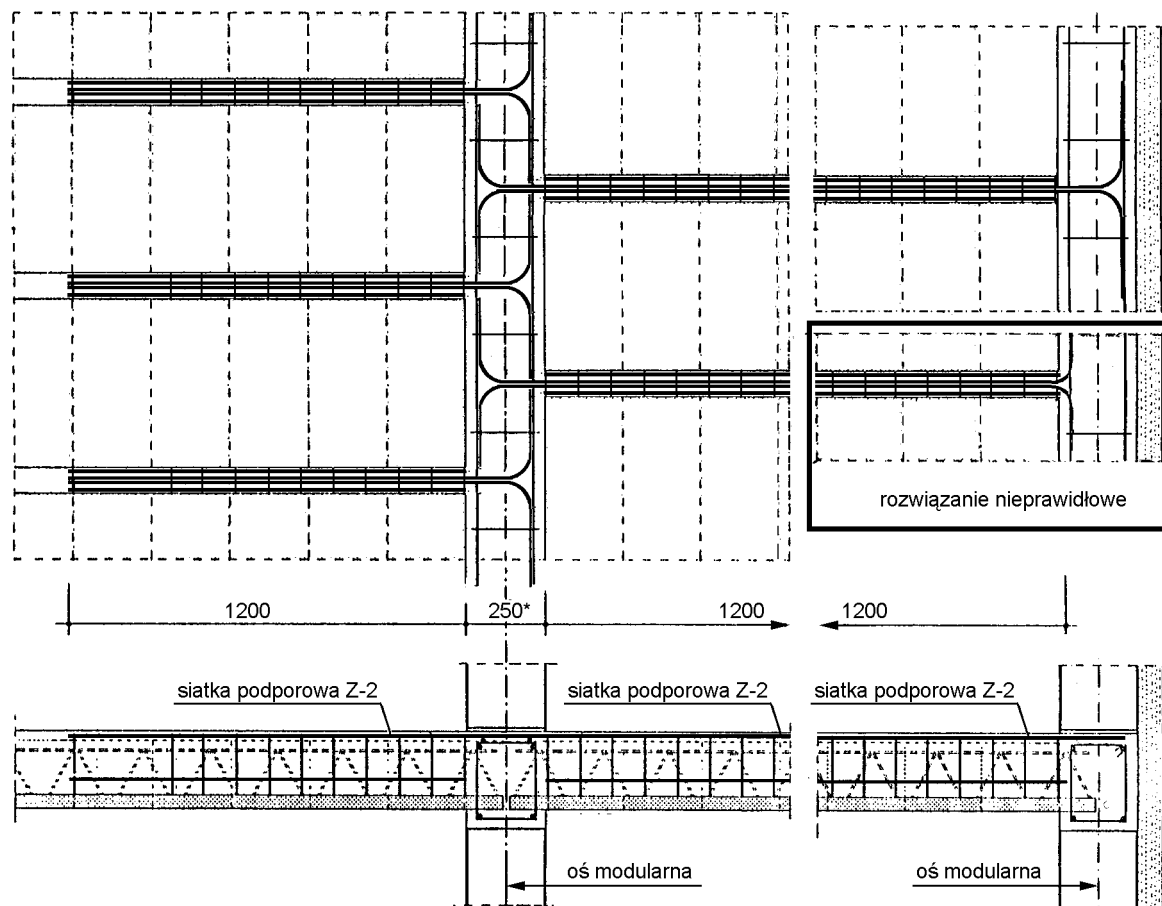 rozwiązanie nieprawidłowe
1200
250*
1200
1200
siatka podporowa Z-2
siatka podporowa Z-2
siatka podporowa Z-2
oś modularna
oś modularna